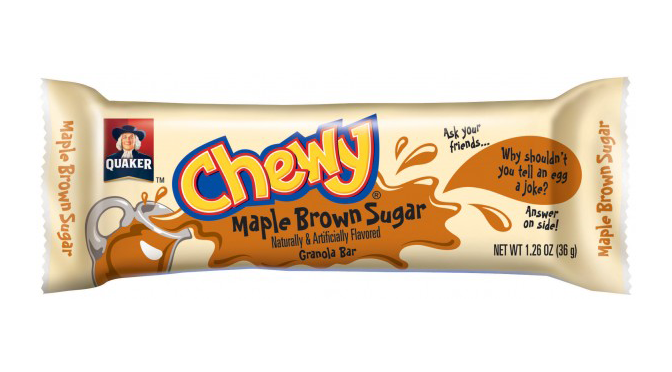 Maple Brown Sugar
QUAKER
TM
Chewy®
Maple Brown Sugar
Naturally & Artificially Flavored
Granola Bar
Ask your
friends...
Why shouldn't
you tell an egg
a joke?
Answer
on side!
NET WT 1.26 OZ (36 g)
Maple Brown Sugar